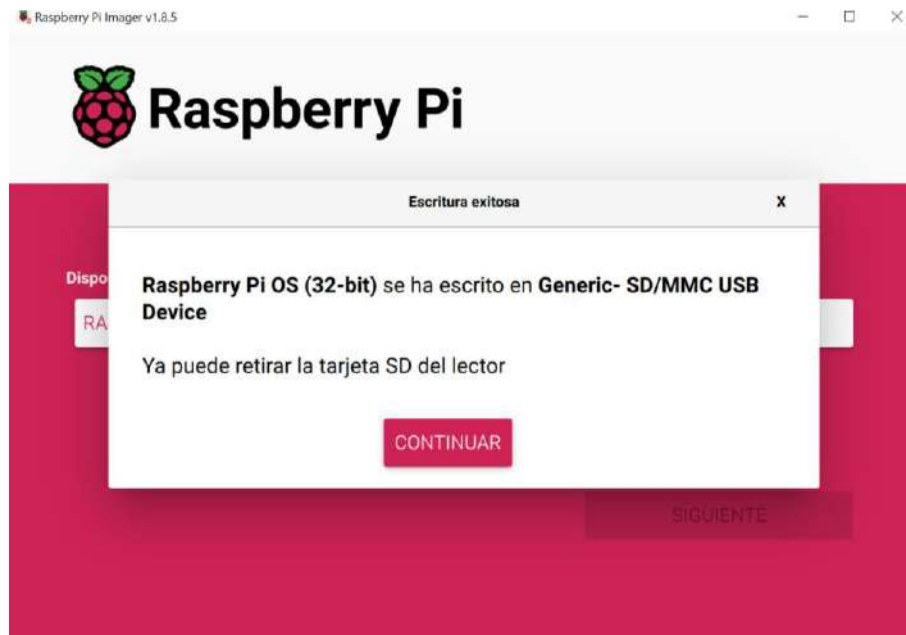 Raspberry Pi Imager v1.8.5
Raspberry Pi
Escritura exitosa X
Dispo
Raspberry Pi OS (32-bit) se ha escrito en Generic- SD/MMC USB
Device
RA
Ya puede retirar la tarjeta SD del lector
CONTINUAR
SIGUIENTE